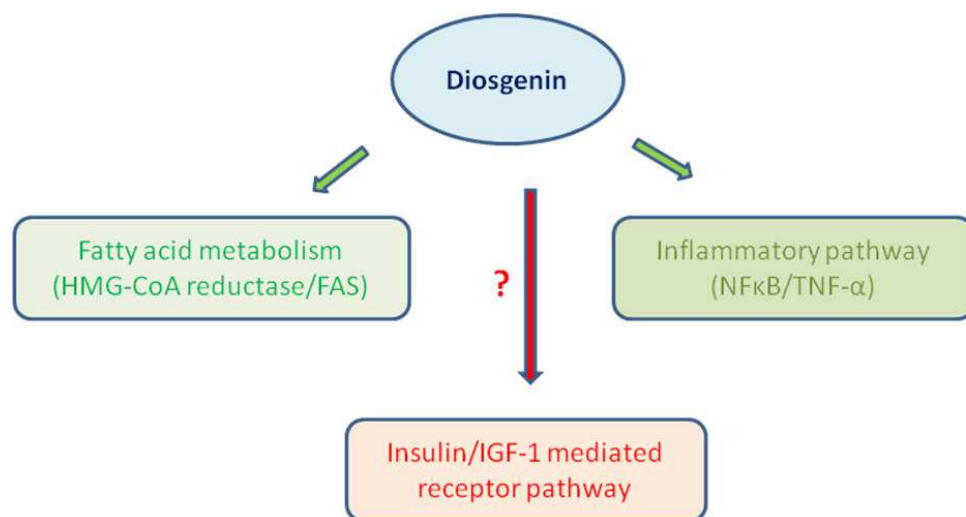 Diosgenin
Fatty acid metabolism
(HMG-CoA reductase/FAS)
Inflammatory pathway
(NFκB/TNF-α)
?
Insulin/IGF-1 mediated
receptor pathway